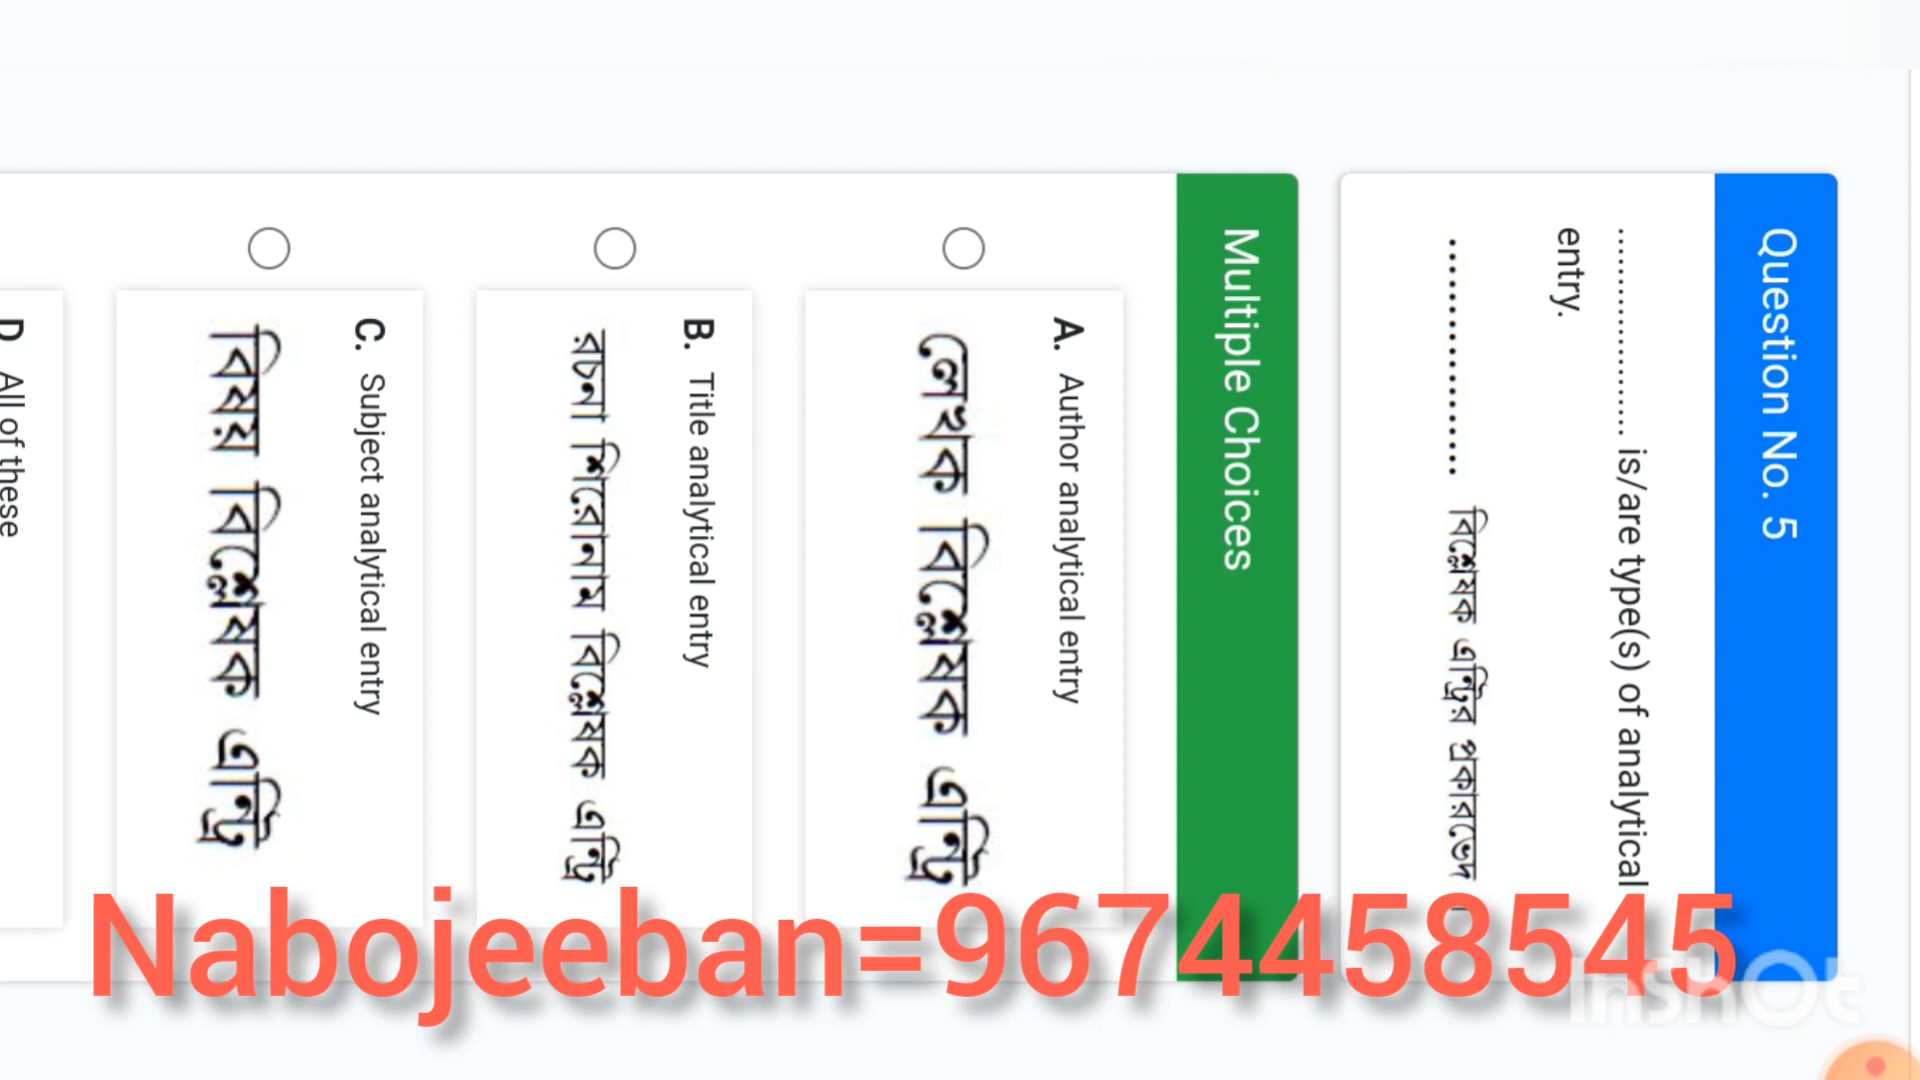 Question No. 5
.................... is/are type(s) of analytical
entry.
.................. বিশ্লেষক এন্ট্রির প্রকারভেদ ।
Multiple Choices
A. Author analytical entry
লেখক বিশ্লেষক এন্ট্রি
B. Title analytical entry
রচনা শিরোনাম বিশ্লেষক এন্ট্রি
C. Subject analytical entry
বিষয় বিশ্লেষক এন্ট্রি
D All of these
Nabojeeban=9674458545
InShOt